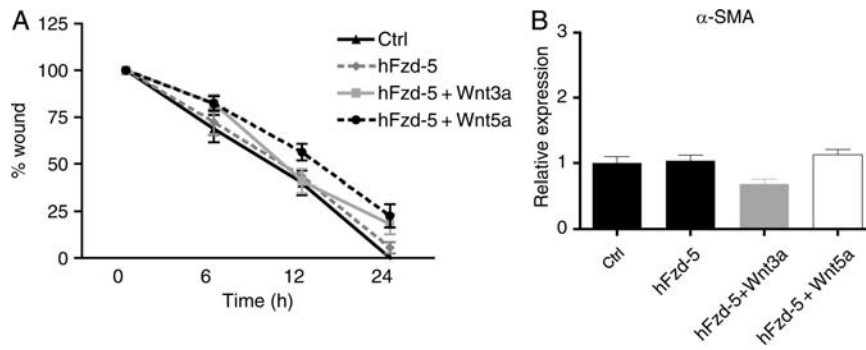 A
125
100
75
50
25
0
% wound
0 6 12 24
Time (h)
Ctrl
hFzd-5
hFzd-5 + Wnt3a
hFzd-5 + Wnt5a
B
α-SMA
3
2
1
0
Relative expression
Ctrl
hFzd-5
hFzd-5+Wnt3a
hFzd-5 + Wnt5a